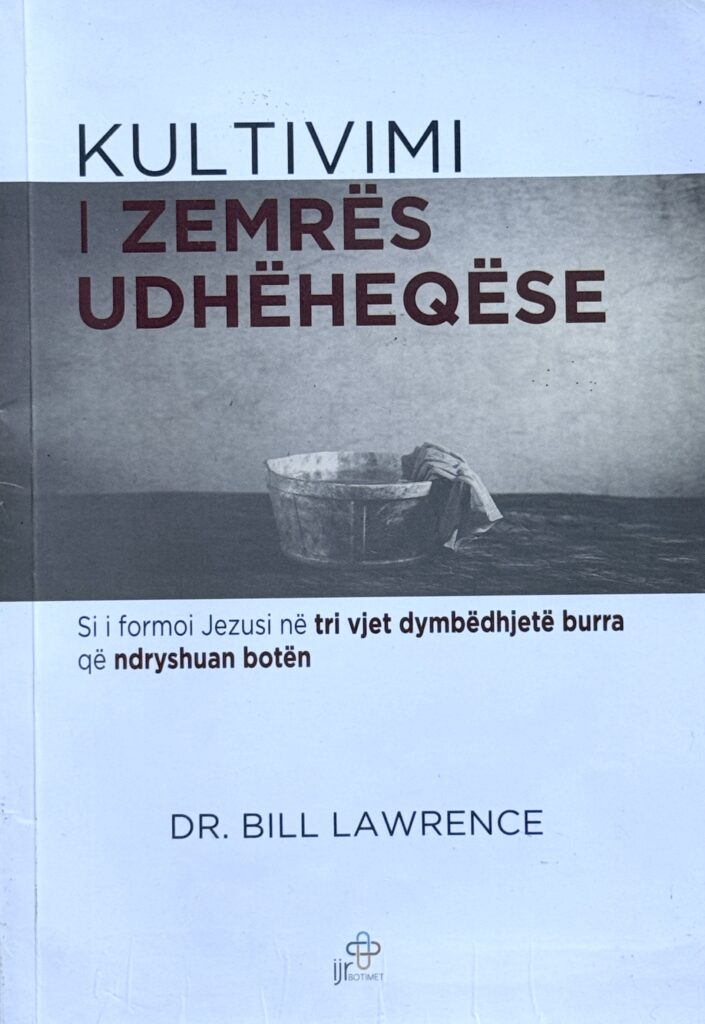 KULTIVIMI
I ZEMRËS
UDHËHEQËSE
Si i formoi Jezusi në tri vjet dymbëdhjetë burra
që ndryshuan botën
DR. BILL LAWRENCE
ijr BOTIMET